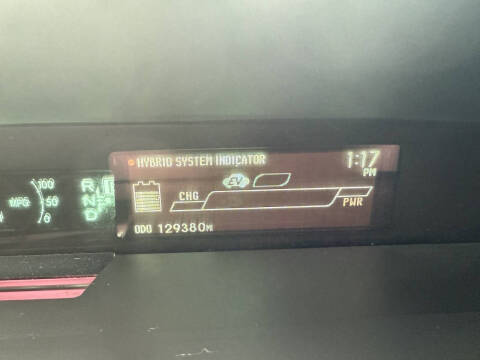 HYBRID SYSTEM INDICATOR
1:17
PM
100
MPG 50
0
R
N
D
EV
CHG
PWR
ODO 129380MI